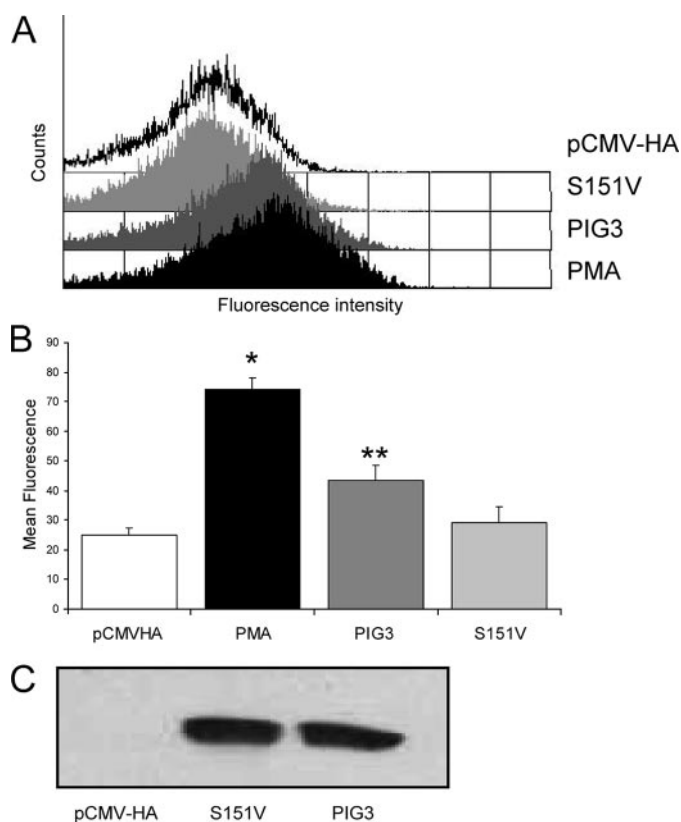 A
Counts
pCMV-HA
S151V
PIG3
PMA
Fluorescence intensity
B
Mean Fluorescence
90
80
70
60
50
40
30
20
10
0
*
**
pCMVHA PMA PIG3 S151V
C
pCMV-HA S151V PIG3